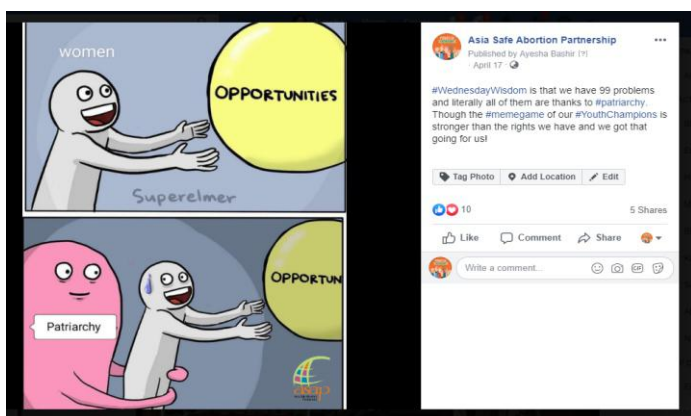 women
OPPORTUNITIES
Superelmer
OPPORTUN
Patriarchy
asap
Asia Safe Abortion Partnership
Published by Ayesha Bashir [?]
· April 17 ·
#WednesdayWisdom is that we have 99 problems
and literally all of them are thanks to #patriarchy.
Though the #memegame of our #YouthChampions is
stronger than the rights we have and we got that
going for us!
Tag Photo Add Location Edit
10 5 Shares
Like Comment Share
Write a comment... GIF